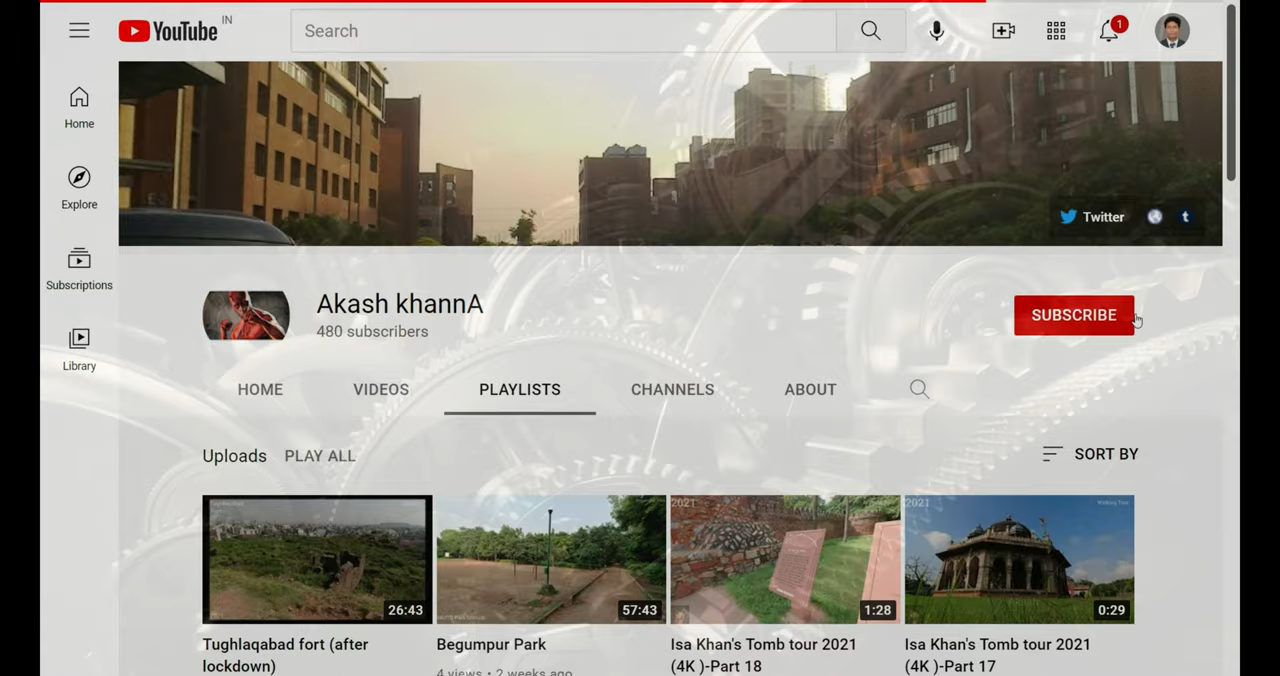 YouTube IN
Search
1
Home
Explore
Subscriptions
Library
Twitter
t
Akash khannA
480 subscribers
SUBSCRIBE
HOME VIDEOS PLAYLISTS CHANNELS ABOUT
Uploads PLAY ALL
SORT BY
2021
2021
26:43
57:43
1:28
0:29
Tughlaqabad fort (after
lockdown)
Begumpur Park
4 views • 2 weeks ago
Isa Khan's Tomb tour 2021
(4K )-Part 18
Isa Khan's Tomb tour 2021
(4K )-Part 17